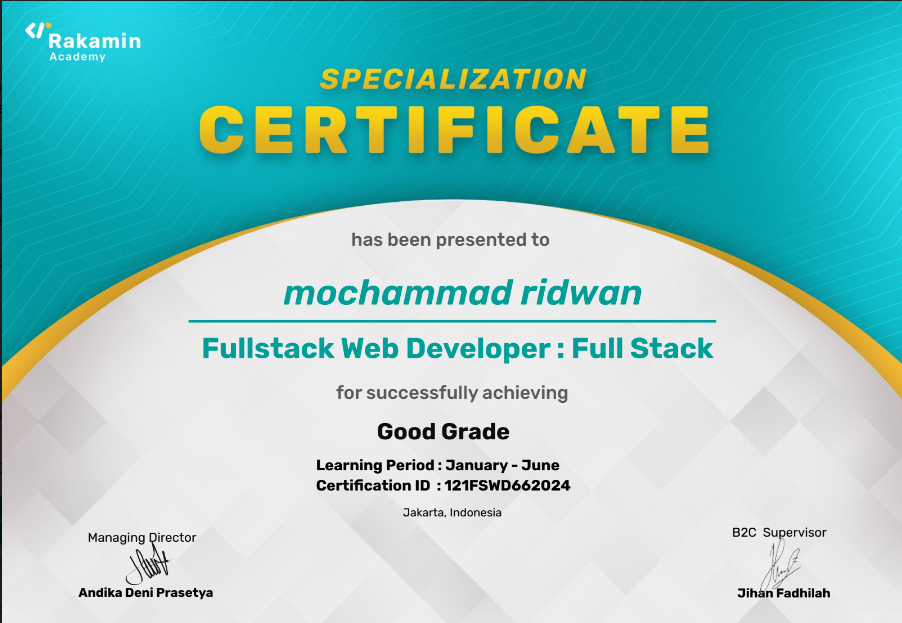 Rakamin
Academy
SPECIALIZATION
CERTIFICATE
has been presented to
mochammad ridwan
Fullstack Web Developer : Full Stack
for successfully achieving
Good Grade
Learning Period : January - June
Certification ID : 121FSWD662024
Jakarta, Indonesia
Managing Director
Andika Deni Prasetya
B2C Supervisor
Jihan Fadhilah